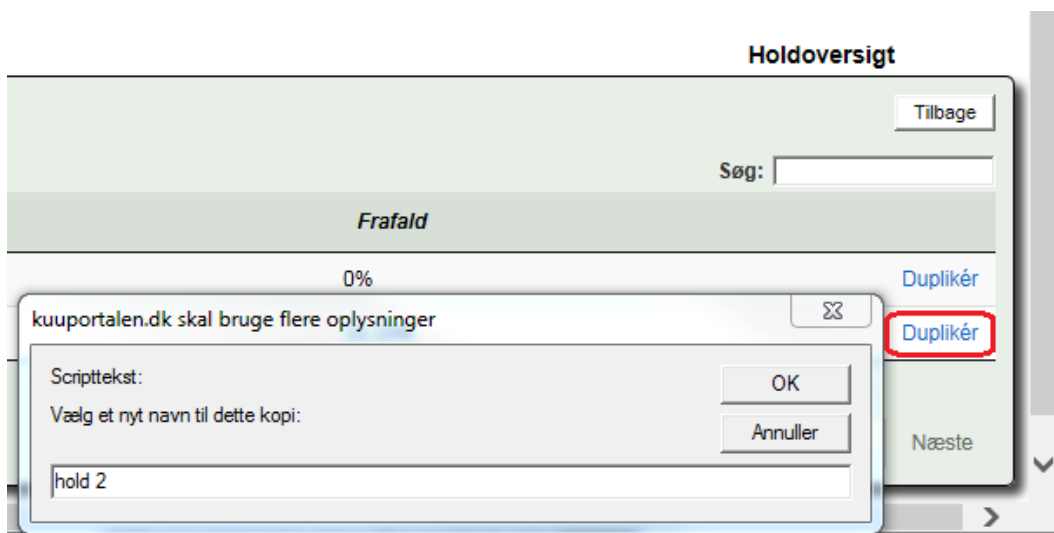 Holdoversigt
Tilbage
Søg:
Frafald
0%
Duplikér
kuuportalen.dk skal bruge flere oplysninger
Duplikér
Scripttekst:
OK
Vælg et nyt navn til dette kopi:
Annuller
Næste
hold 2